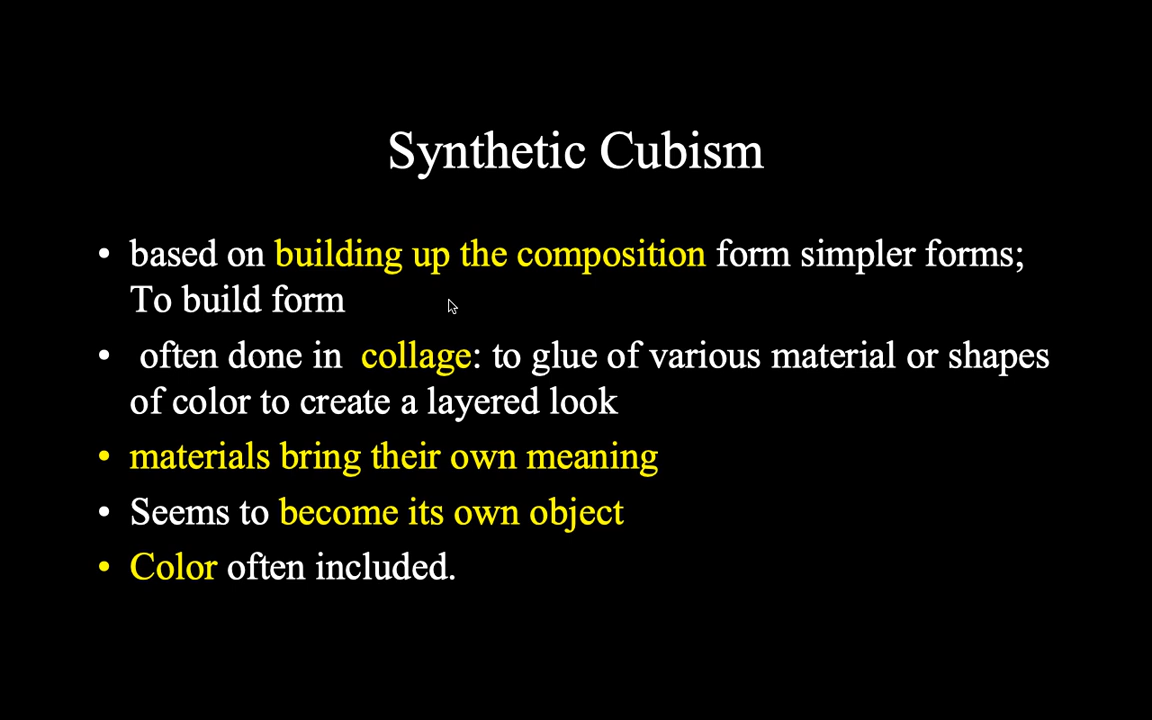 Synthetic Cubism
• based on building up the composition form simpler forms;
To build form
• often done in collage: to glue of various material or shapes
of color to create a layered look
• materials bring their own meaning
• Seems to become its own object
• Color often included.